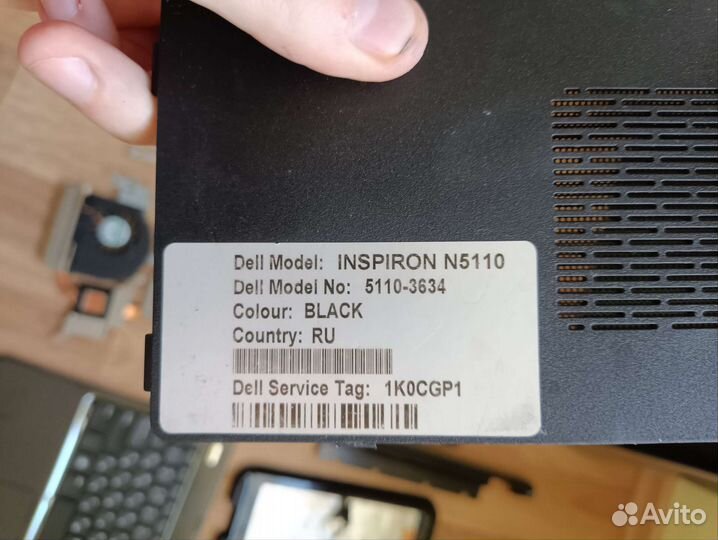 Dell Model: INSPIRON N5110
Dell Model No: 5110-3634
Colour: BLACK
Country: RU
Dell Service Tag: 1K0CGP1
Avito